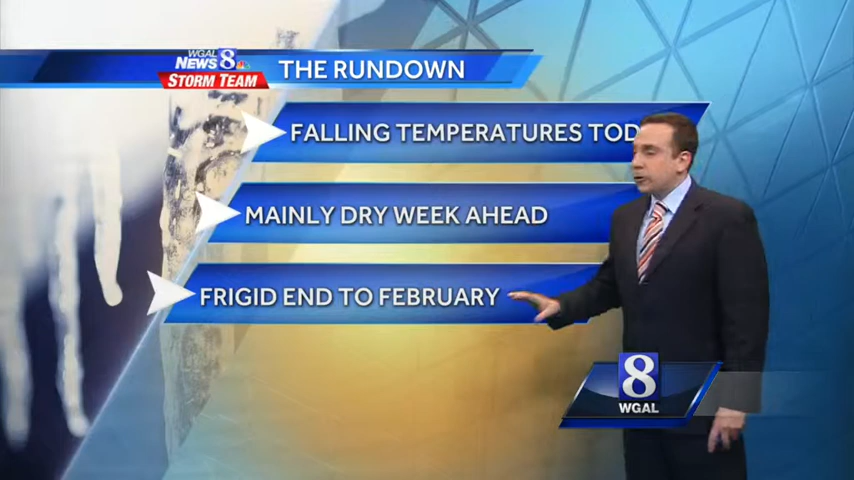 WGAL
NEWS 8
STORM TEAM
THE RUNDOWN
FALLING TEMPERATURES TOD
MAINLY DRY WEEK AHEAD
FRIGID END TO FEBRUARY
8
WGAL